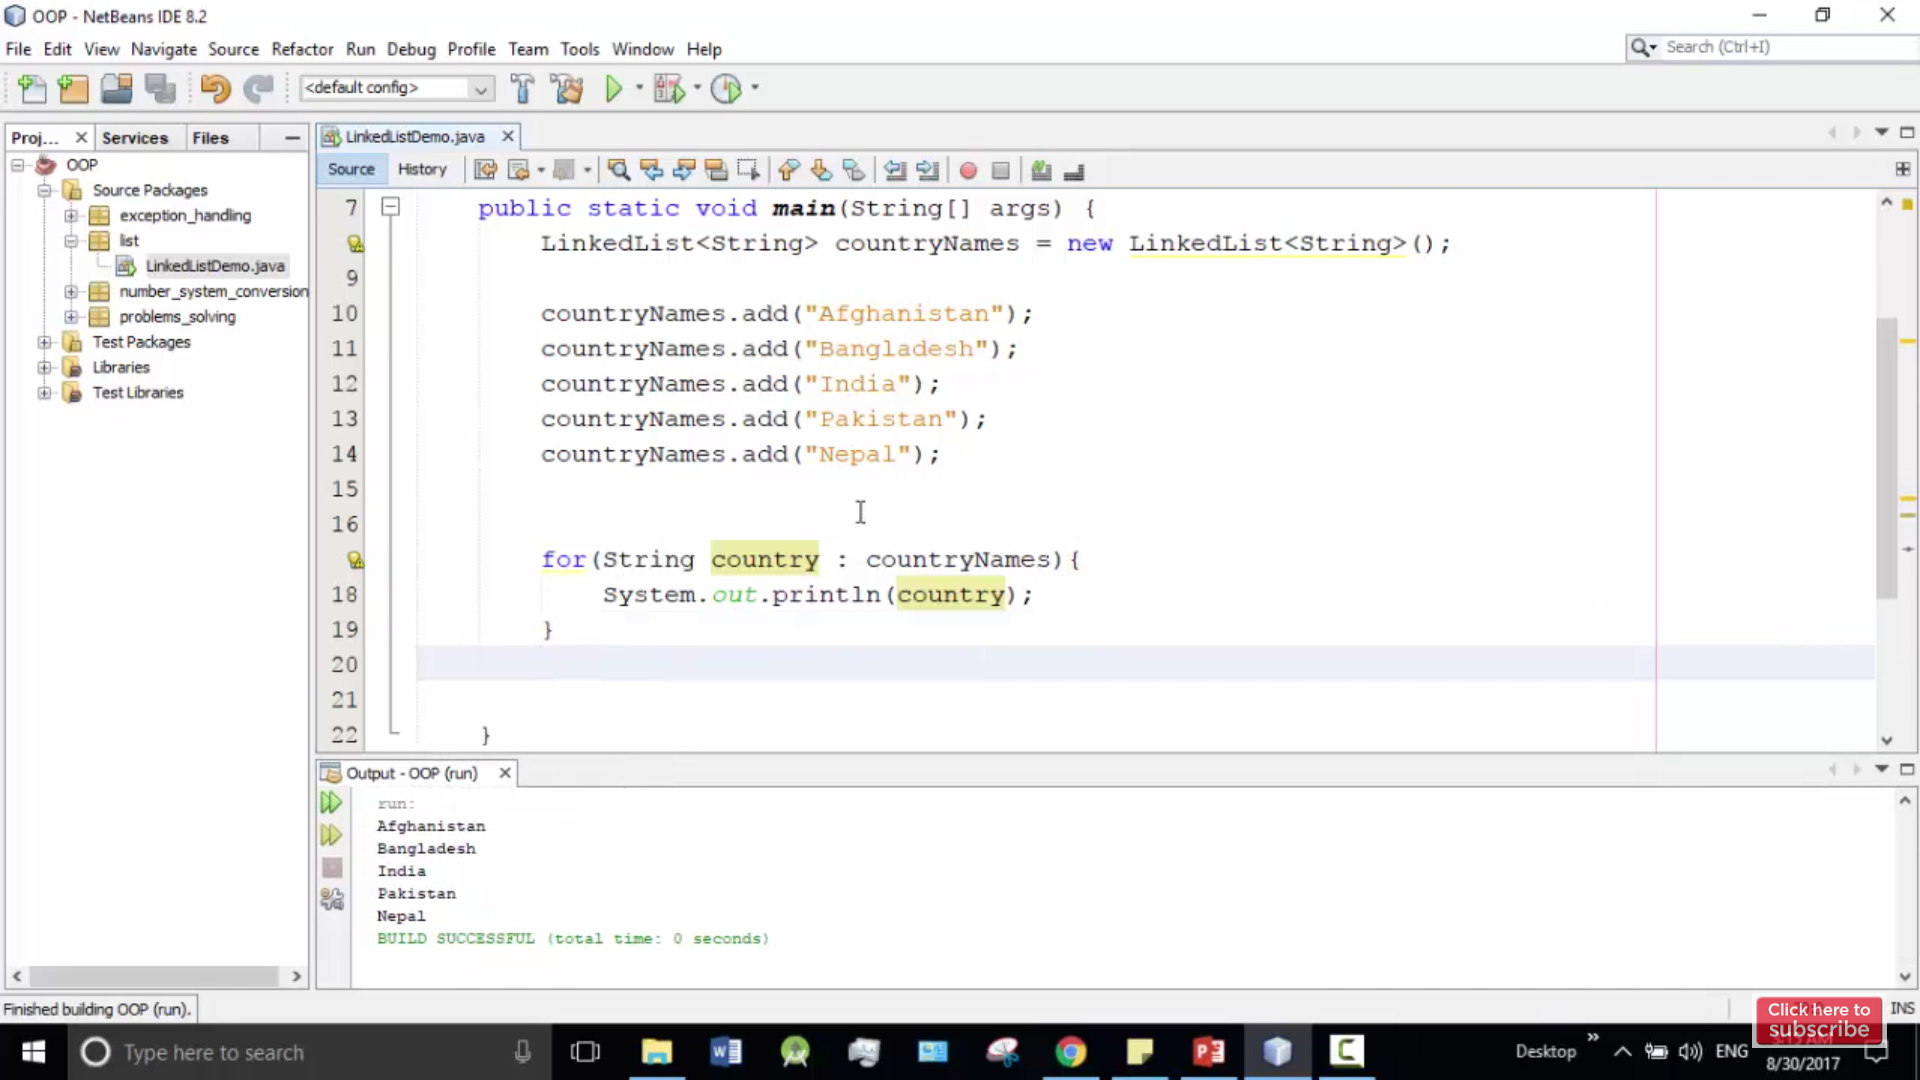 OOP - NetBeans IDE 8.2
File Edit View Navigate Source Refactor Run Debug Profile Team Tools Window Help
Search (Ctrl+I)
<default config>
Proj... Services Files
OOP
Source Packages
exception_handling
list
LinkedListDemo.java
number_system_conversion
problems_solving
Test Packages
Libraries
Test Libraries
LinkedListDemo.java
Source History
7 public static void main(String[] args) {
LinkedList<String> countryNames = new LinkedList<String>();
9
10 countryNames.add("Afghanistan");
11 countryNames.add("Bangladesh");
12 countryNames.add("India");
13 countryNames.add("Pakistan");
14 countryNames.add("Nepal");
15
16
for(String country : countryNames){
18 System.out.println(country);
19 }
20
21
22 }
Output - OOP (run)
run:
Afghanistan
Bangladesh
India
Pakistan
Nepal
BUILD SUCCESSFUL (total time: 0 seconds)
Finished building OOP (run).
INS
Click here to
subscribe
Type here to search
Desktop
ENG
8/30/2017